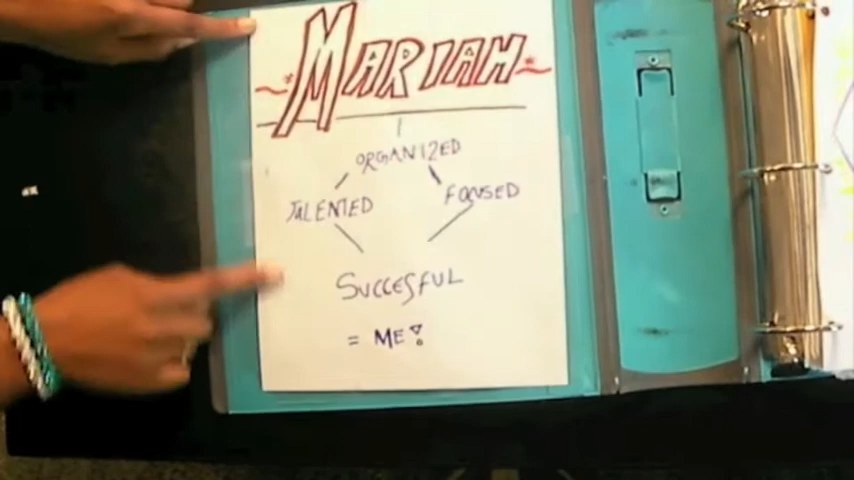 MARIAH
ORGANIZED
TALENTED FOCUSED
SUCCESFUL
= ME!